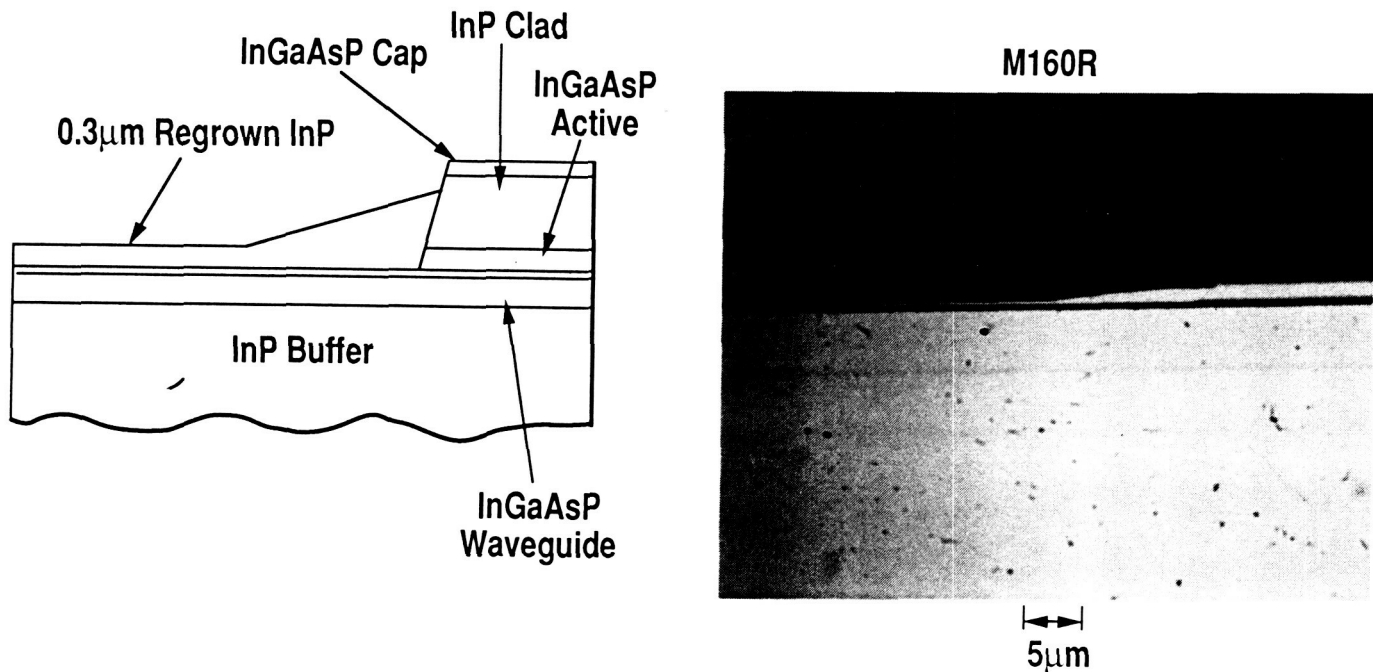 InP Clad
InGaAsP Cap
InGaAsP
Active
0.3μm Regrown InP
InP Buffer
InGaAsP
Waveguide
M160R
5μm